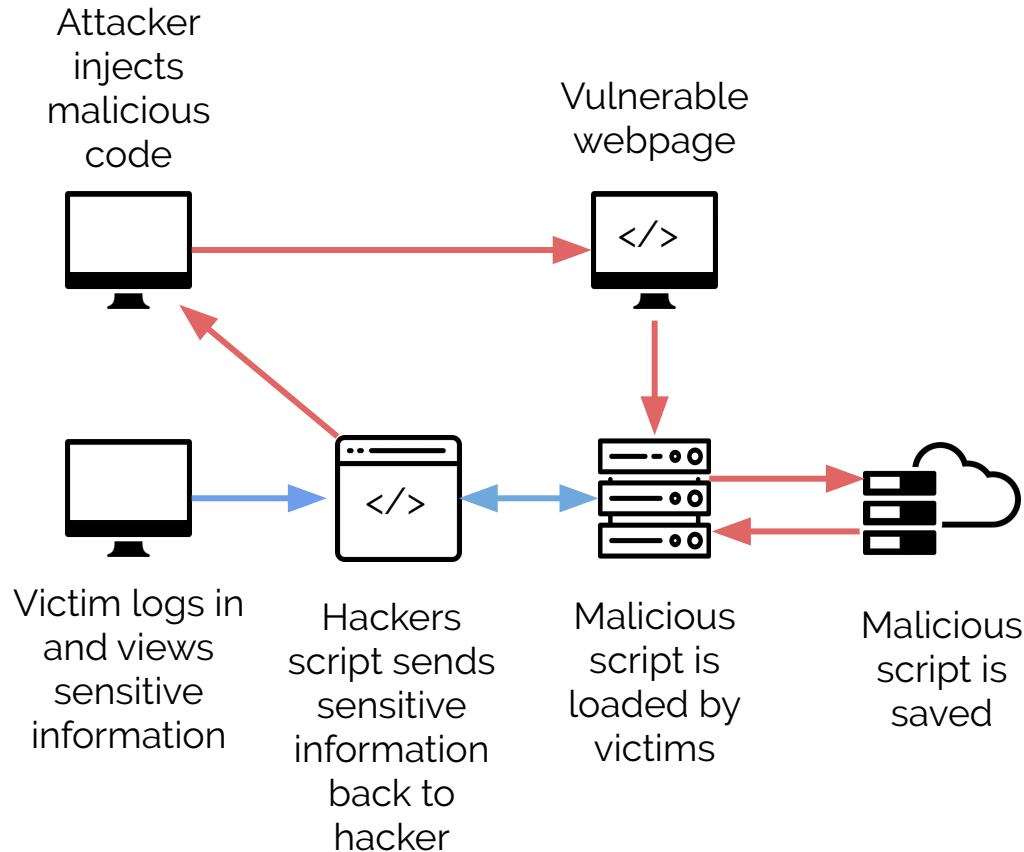 Attacker
injects
malicious
code
Vulnerable
webpage
</>
</>
Victim logs in
and views
sensitive
information
Hackers
script sends
sensitive
information
back to
hacker
Malicious
script is
loaded by
victims
Malicious
script is
saved